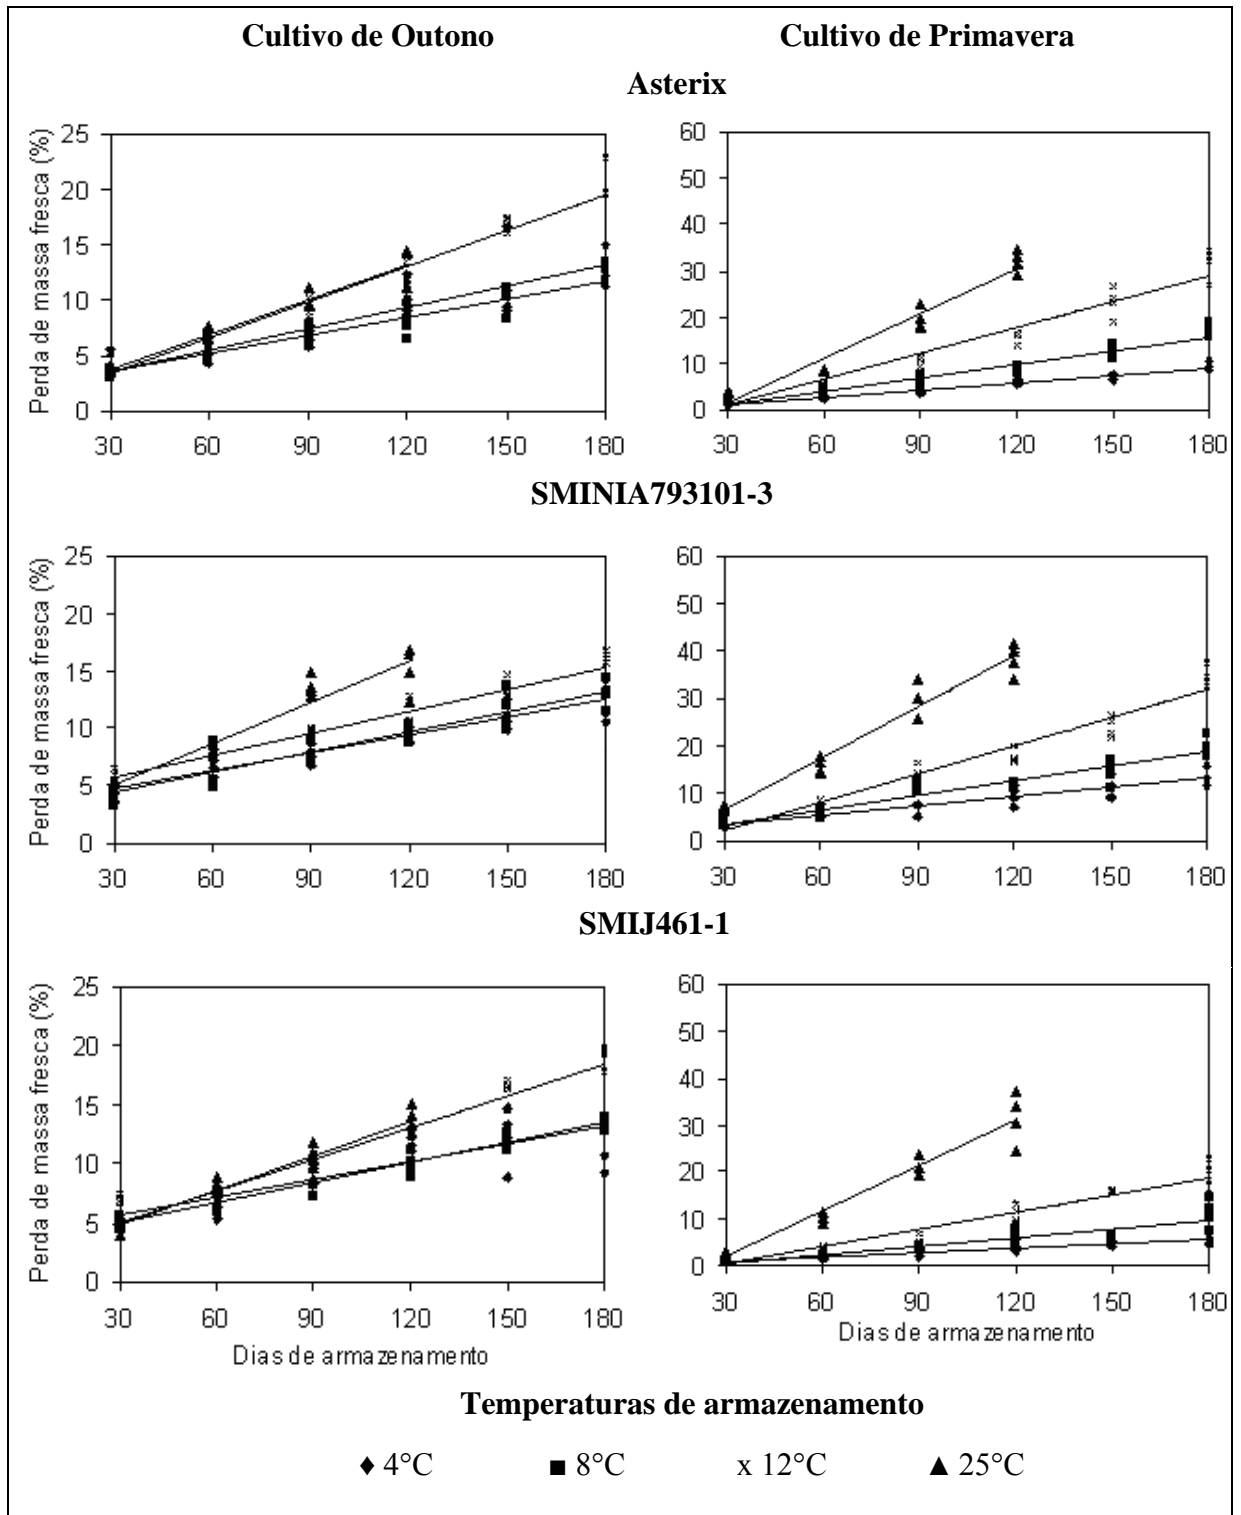 Cultivo de Outono Cultivo de Primavera
Asterix
Perda de massa fresca (%)
25
20
15
10
5
0
30 60 90 120 150 180
60
50
40
30
20
10
0
30 60 90 120 150 180
SMINIA793101-3
Perda de massa fresca (%)
25
20
15
10
5
0
30 60 90 120 150 180
60
50
40
30
20
10
0
30 60 90 120 150 180
SMIJ461-1
Perda de massa fresca (%)
25
20
15
10
5
0
30 60 90 120 150 180
Dias de armazenamento
60
50
40
30
20
10
0
30 60 90 120 150 180
Dias de armazenamento
Temperaturas de armazenamento
♦ 4°C ■ 8°C x 12°C ▲ 25°C